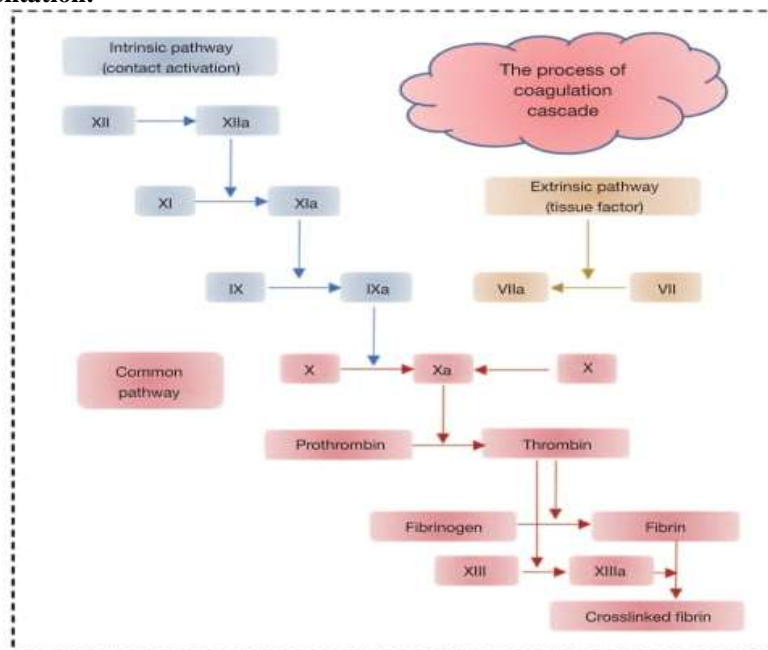 Intrinsic pathway
(contact activation)
The process of
coagulation
cascade
XII
XIIa
XI
XIa
Extrinsic pathway
(tissue factor)
IX
IXa
VIIa
VII
Common
pathway
X
Xa
X
Prothrombin
Thrombin
Fibrinogen
Fibrin
XIII
XIIIa
Crosslinked fibrin